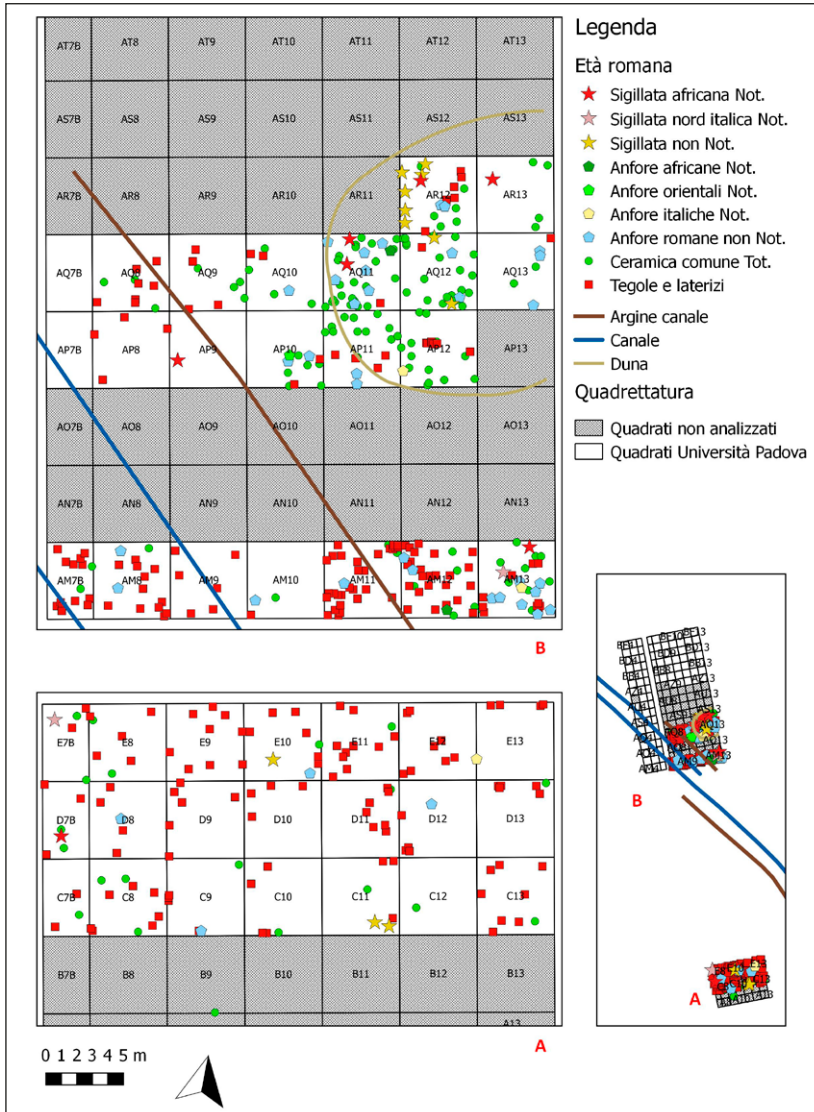 AT7B AT8 AT9 AT10 AT11 AT12 AT13
AS7B AS8 AS9 AS10 AS11 AS12 AS13
AR7B AR8 AR9 AR10 AR11 AR12 AR13
AQ7B AQ8 AQ9 AQ10 AQ11 AQ12 AQ13
AP7B AP8 AP9 AP10 AP11 AP12 AP13
AO7B AO8 AO9 AO10 AO11 AO12 AO13
AN7B AN8 AN9 AN10 AN11 AN12 AN13
AM7B AM8 AM9 AM10 AM11 AM12 AM13
B
Legenda
Età romana
Sigillata africana Not.
Sigillata nord italica Not.
Sigillata non Not.
Anfore africane Not.
Anfore orientali Not.
Anfore italiche Not.
Anfore romane non Not.
Ceramica comune Tot.
Tegole e laterizi
Argine canale
Canale
Duna
Quadrettatura
Quadrati non analizzati
Quadrati Università Padova
E7B E8 E9 E10 E11 E12 E13
D7B D8 D9 D10 D11 D12 D13
C7B C8 C9 C10 C11 C12 C13
B7B B8 B9 B10 B11 B12 B13
A13
A
0 1 2 3 4 5 m
B
A